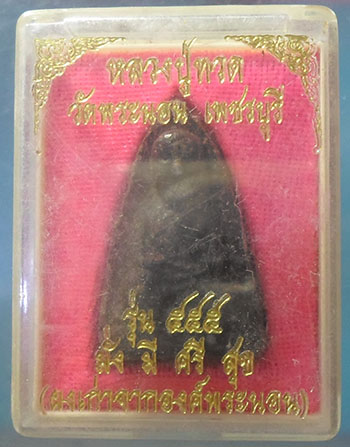 หลวงปู่ทวด
วัดพระนอน เพชรบุรี
รุ่น ๕๕๕
มั่ง มี ศรี สุข
(ผงเก่าจากองค์พระนอน)